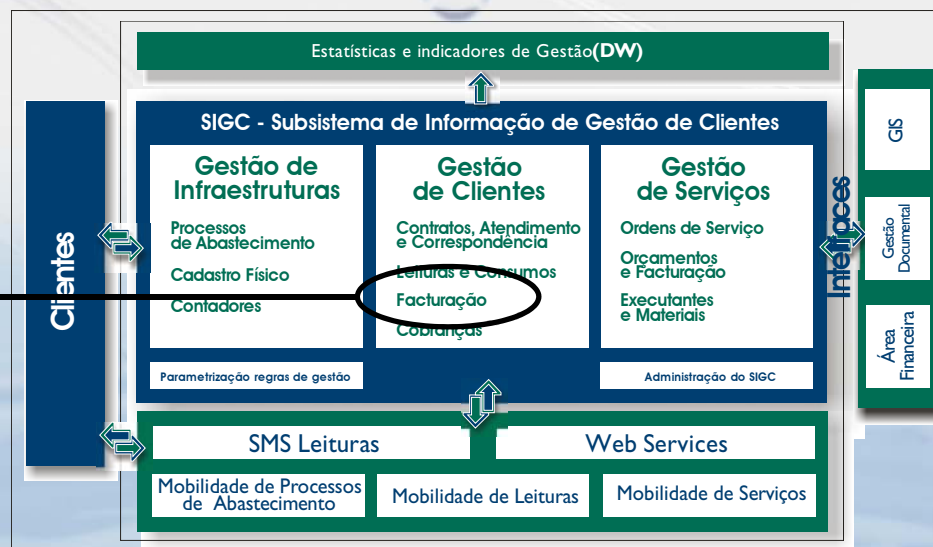 Estatísticas e indicadores de Gestão(DW)
SIGC - Subsistema de Informação de Gestão de Clientes
Clientes
Gestão de
Infraestruturas
Processos
de Abastecimento
Cadastro Físico
Contadores
Gestão
de Clientes
Contratos, Atendimento
e Correspondência
Leituras e Consumos
Facturação
Cobranças
Gestão
de Serviços
Ordens de Serviço
Orçamentos
e Facturação
Executantes
e Materiais
Interfaces
GIS
Gestão
Documental
Área
Financeira
Parametrização regras de gestão
Administração do SIGC
SMS Leituras
Web Services
Mobilidade de Processos
de Abastecimento
Mobilidade de Leituras
Mobilidade de Serviços